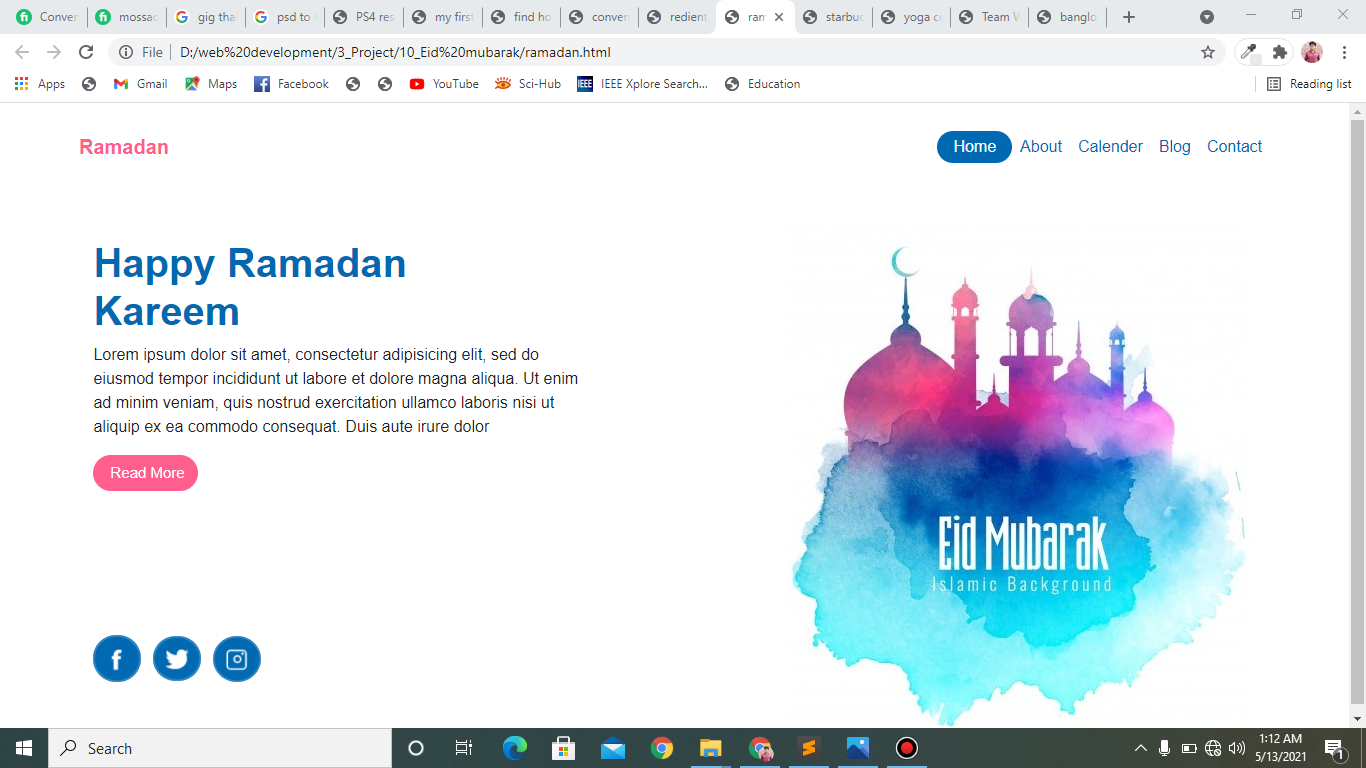 Conver
mossac
gig tha
psd to
PS4 res
my first
find ho
conver
redient
ram
starbuc
yoga ce
Team W
banglo
File
D:/web%20development/3_Project/10_Eid%20mubarak/ramadan.html
Apps
Gmail
Maps
Facebook
YouTube
Sci-Hub
IEEE
IEEE Xplore Search...
Education
Reading list
Ramadan
Home About Calender Blog Contact
Happy Ramadan
Kareem
Lorem ipsum dolor sit amet, consectetur adipisicing elit, sed do
eiusmod tempor incididunt ut labore et dolore magna aliqua. Ut enim
ad minim veniam, quis nostrud exercitation ullamco laboris nisi ut
aliquip ex ea commodo consequat. Duis aute irure dolor
Read More
Eid Mubarak
Islamic Background
Search
1:12 AM
5/13/2021
1